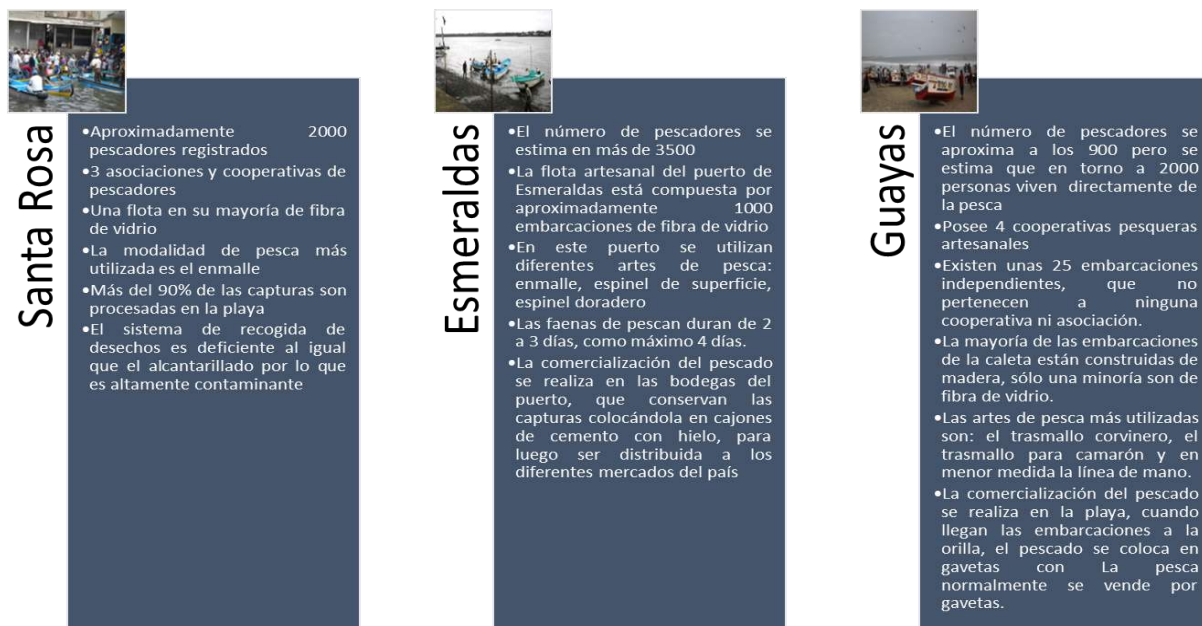 Santa Rosa
•Aproximadamente 2000
pescadores registrados
•3 asociaciones y cooperativas de
pescadores
•Una flota en su mayoría de fibra
de vidrio
•La modalidad de pesca más
utilizada es el enmalle
•Más del 90% de las capturas son
procesadas en la playa
•El sistema de recogida de
desechos es deficiente al igual
que el alcantarillado por lo que
es altamente contaminante
Esmeraldas
•El número de pescadores se
estima en más de 3500
•La flota artesanal del puerto de
Esmeraldas está compuesta por
aproximadamente 1000
embarcaciones de fibra de vidrio
•En este puerto se utilizan
diferentes artes de pesca:
enmalle, espinel de superficie,
espinel doradero
•Las faenas de pescan duran de 2
a 3 días, como máximo 4 días.
•La comercialización del pescado
se realiza en las bodegas del
puerto, que conservan las
capturas colocándola en cajones
de cemento con hielo, para
luego ser distribuida a los
diferentes mercados del país
Guayas
•El número de pescadores se
aproxima a los 900 pero se
estima que en torno a 2000
personas viven directamente de
la pesca
•Posee 4 cooperativas pesqueras
artesanales
•Existen unas 25 embarcaciones
independientes, que no
pertenecen a ninguna
cooperativa ni asociación.
•La mayoría de las embarcaciones
de la caleta están construidas de
madera, sólo una minoría son de
fibra de vidrio.
•Las artes de pesca más utilizadas
son: el trasmallo corvinero, el
trasmallo para camarón y en
menor medida la línea de mano.
•La comercialización del pescado
se realiza en la playa, cuando
llegan las embarcaciones a la
orilla, el pescado se coloca en
gavetas con La pesca
normalmente se vende por
gavetas.